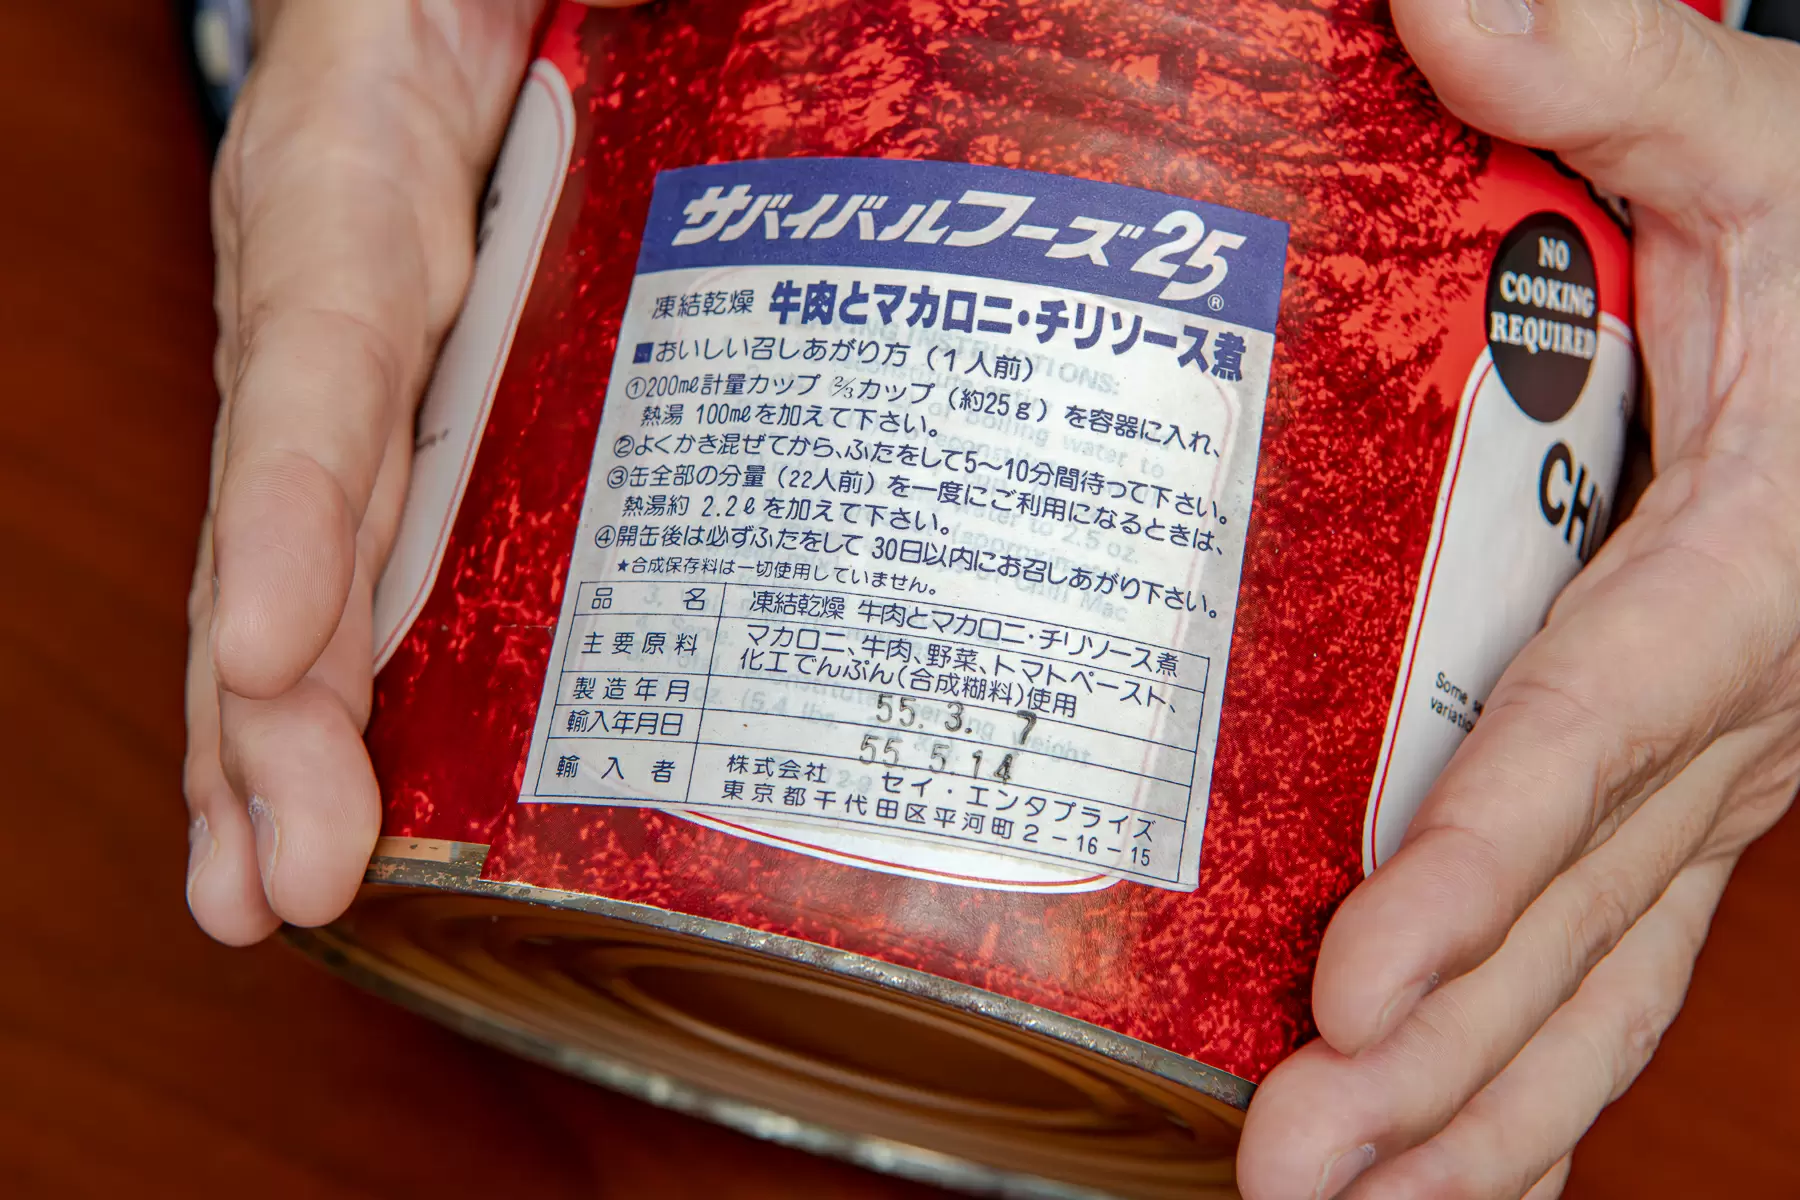 サバイバルフーズ25®
凍結乾燥 牛肉とマカロニ・チリソース煮
■おいしい召しあがり方（1人前）
①200mℓ計量カップ ⅔カップ（約25g）を容器に入れ、
熱湯 100mℓを加えて下さい。
②よくかき混ぜてから、ふたをして5〜10分間待って下さい。
③缶全部の分量（22人前）を一度にご利用になるときは、
熱湯約 2.2ℓを加えて下さい。
④開缶後は必ずふたをして 30日以内にお召しあがり下さい。
★合成保存料は一切使用していません。
品名 凍結乾燥 牛肉とマカロニ・チリソース煮
主要原料 マカロニ、牛肉、野菜、トマトペースト、
化工でんぷん(合成糊料)使用
製造年月 55. 3. 7
輸入年月日 55 5.14
輸入者 株式会社 セイ・エンタプライズ
東京都千代田区平河町2-16-15
NO
COOKING
REQUIRED
CH
Some